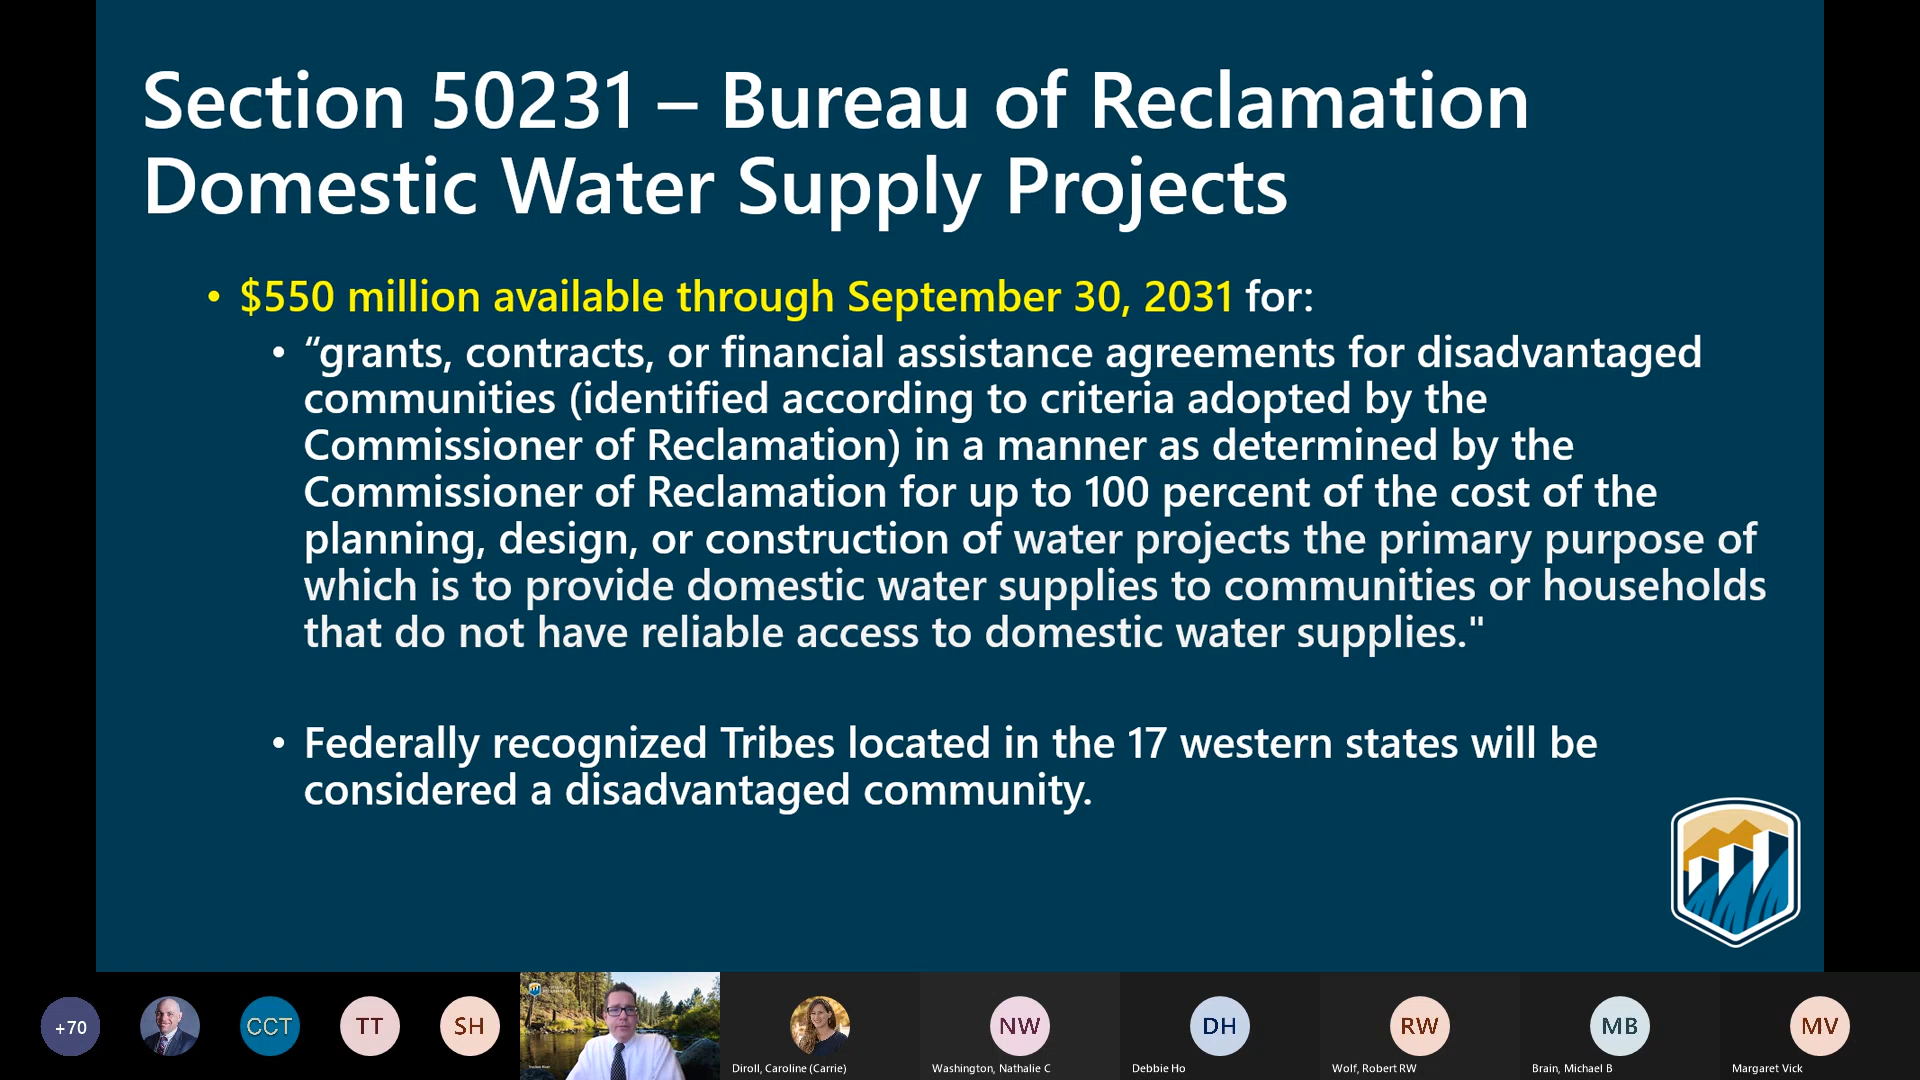 Section 50231 – Bureau of Reclamation
Domestic Water Supply Projects
• $550 million available through September 30, 2031 for:
• “grants, contracts, or financial assistance agreements for disadvantaged
communities (identified according to criteria adopted by the
Commissioner of Reclamation) in a manner as determined by the
Commissioner of Reclamation for up to 100 percent of the cost of the
planning, design, or construction of water projects the primary purpose of
which is to provide domestic water supplies to communities or households
that do not have reliable access to domestic water supplies."
• Federally recognized Tribes located in the 17 western states will be
considered a disadvantaged community.
+70
CCT
TT
SH
NW
DH
RW
MB
MV
Diroll, Caroline (Carrie)
Washington, Nathalie C
Debbie Ho
Wolf, Robert RW
Brain, Michael B
Margaret Vick